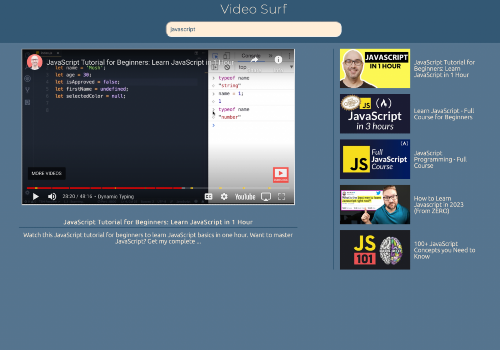 Video Surf
javascript
JavaScript Tutorial for Beginners: Learn JavaScript in 1 Hour
let name = 'Mosh';
let age = 30;
let isApproved = false;
let firstName = undefined;
let selectedColor = null;
Console
top
typeof name
"string"
name = 1;
1
typeof name
"number"
MORE VIDEOS
28:20 / 48:16 • Dynamic Typing
YouTube
JavaScript Tutorial for Beginners: Learn JavaScript in 1 Hour
Watch this JavaScript tutorial for beginners to learn JavaScript basics in one hour. Want to master
JavaScript? Get my complete ...
JAVASCRIPT
IN 1 HOUR
JavaScript Tutorial for
Beginners: Learn
JavaScript in 1 Hour
JS
JavaScript
in 3 hours
Learn JavaScript - Full
Course for Beginners
JS
Full
JavaScript
Course
JavaScript
Programming - Full
Course
How to Learn
Javascript in 2023
(From ZERO)
JS
101
100+ JavaScript
Concepts you Need to
Know